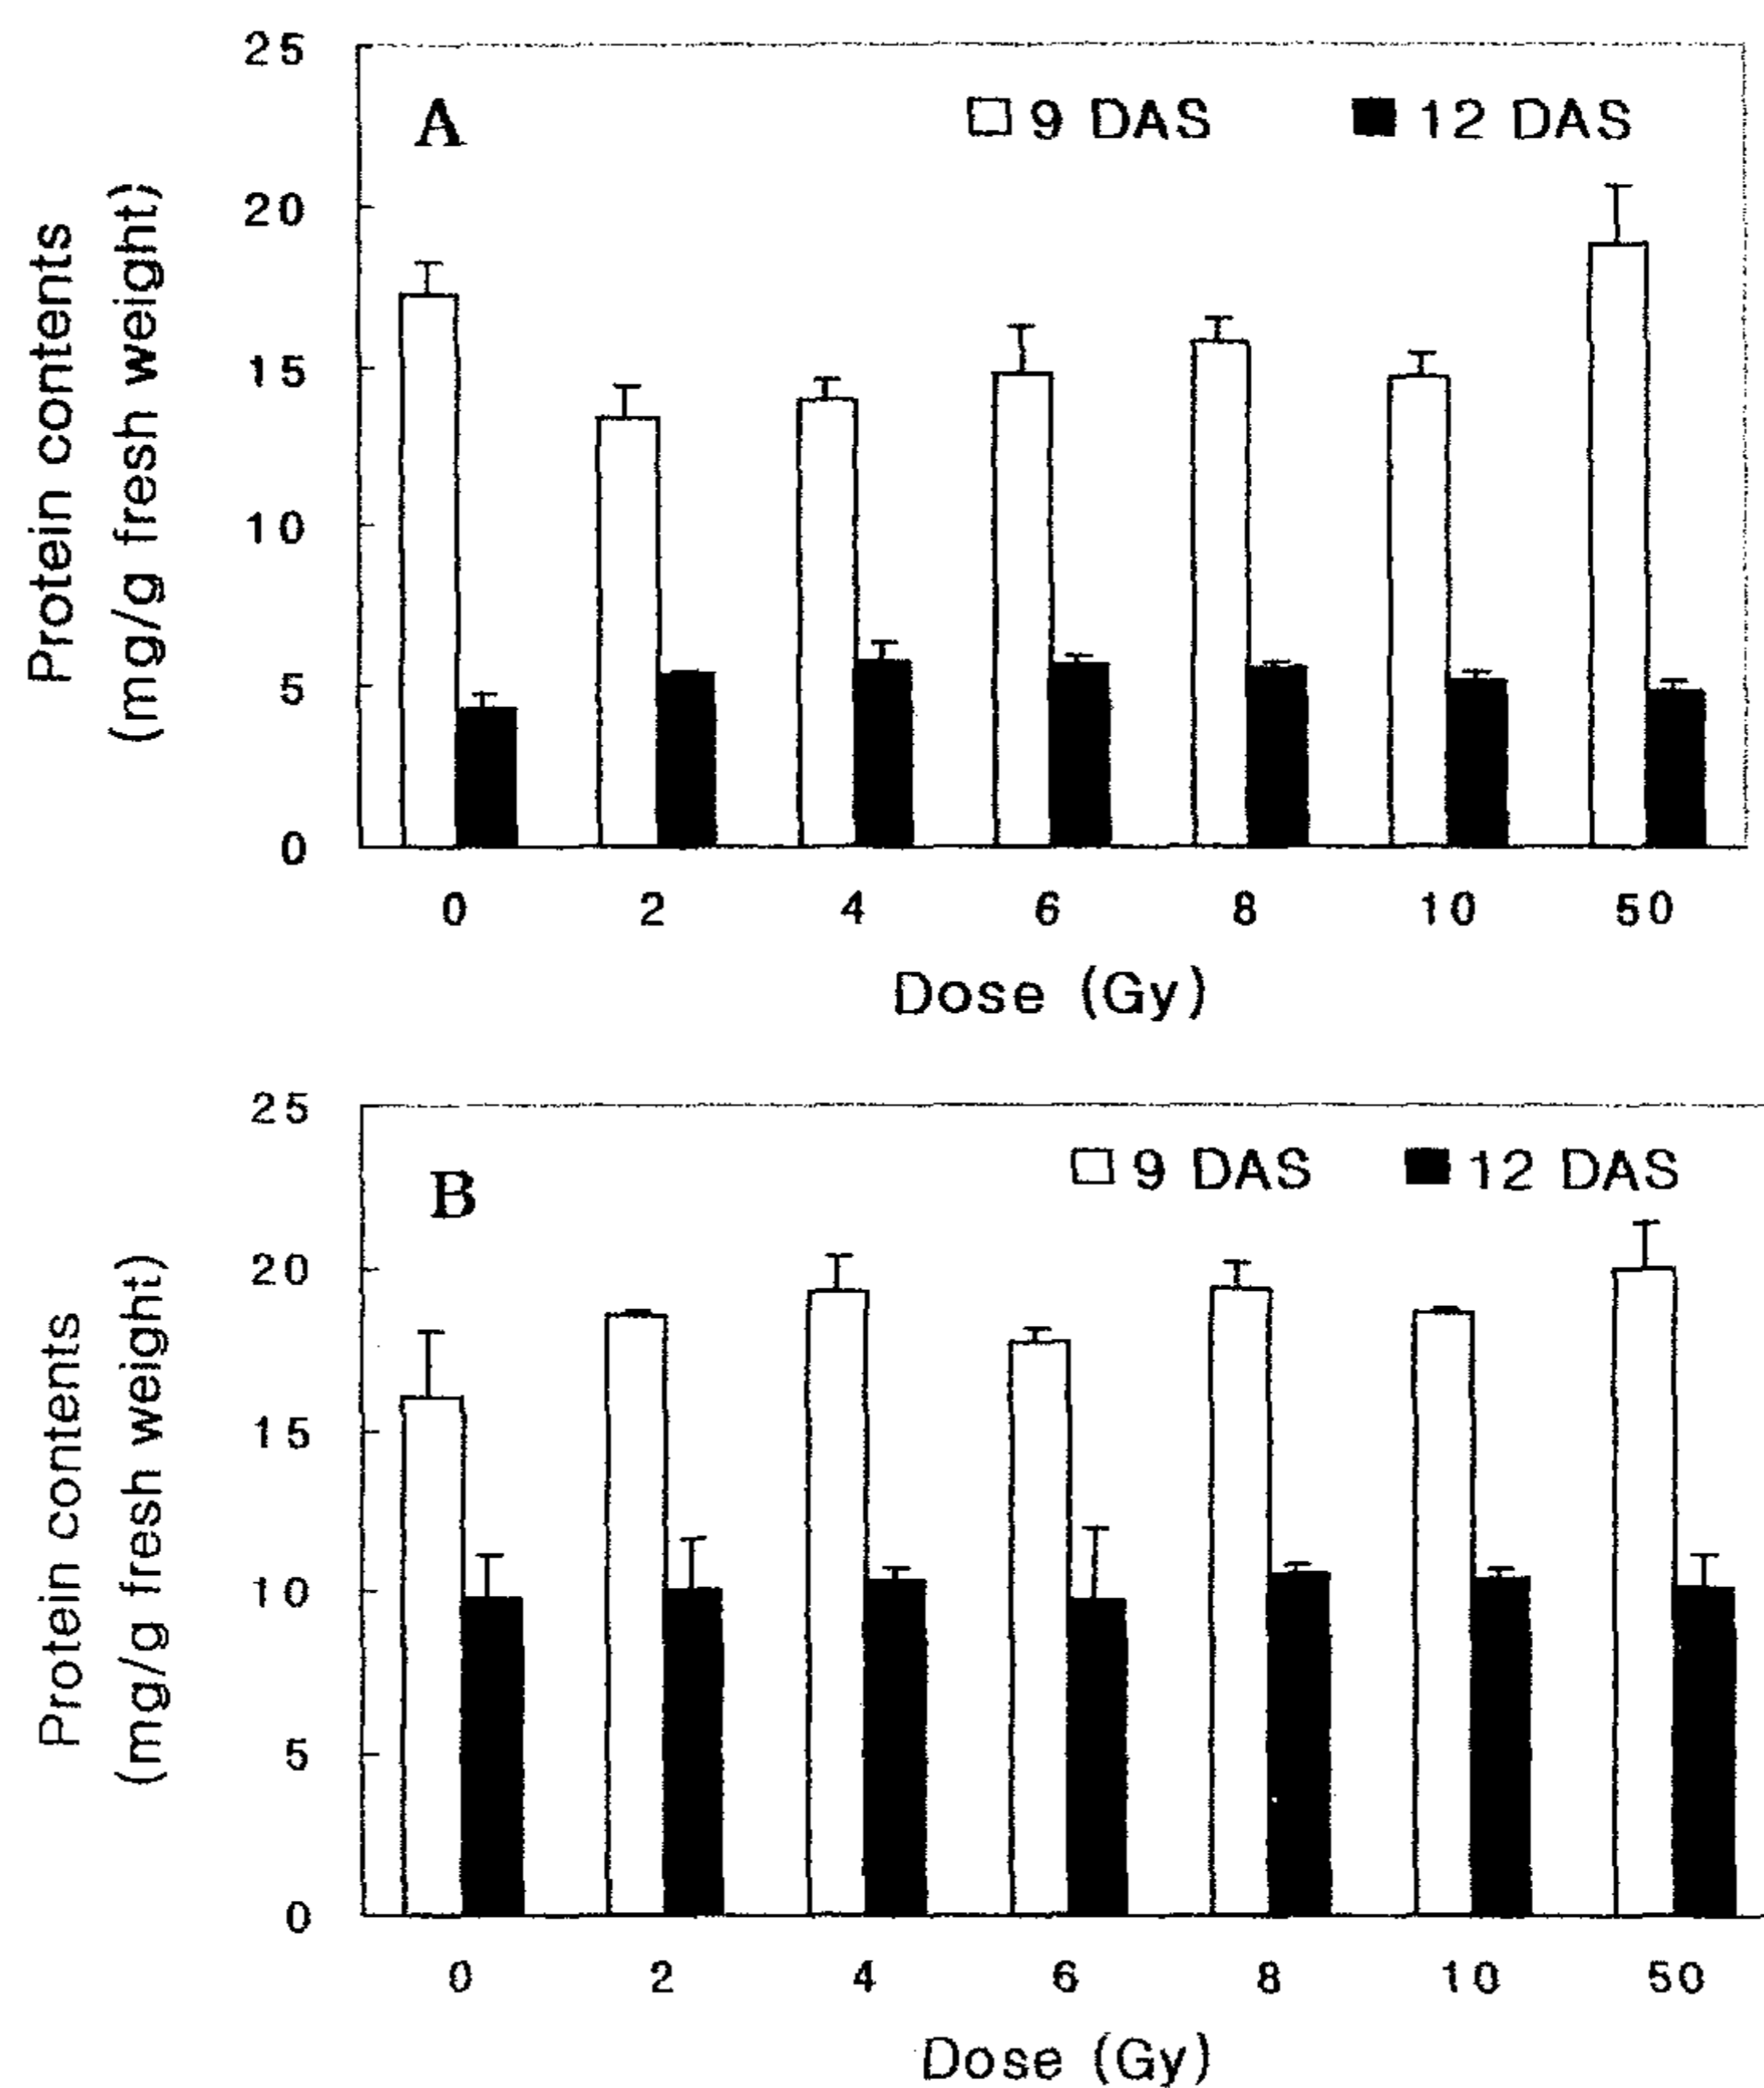 25
A
9 DAS
12 DAS
20
15
10
5
0
Protein contents
(mg/g fresh weight)
0 2 4 6 8 10 50
Dose (Gy)
25
B
9 DAS
12 DAS
20
15
10
5
0
Protein contents
(mg/g fresh weight)
0 2 4 6 8 10 50
Dose (Gy)